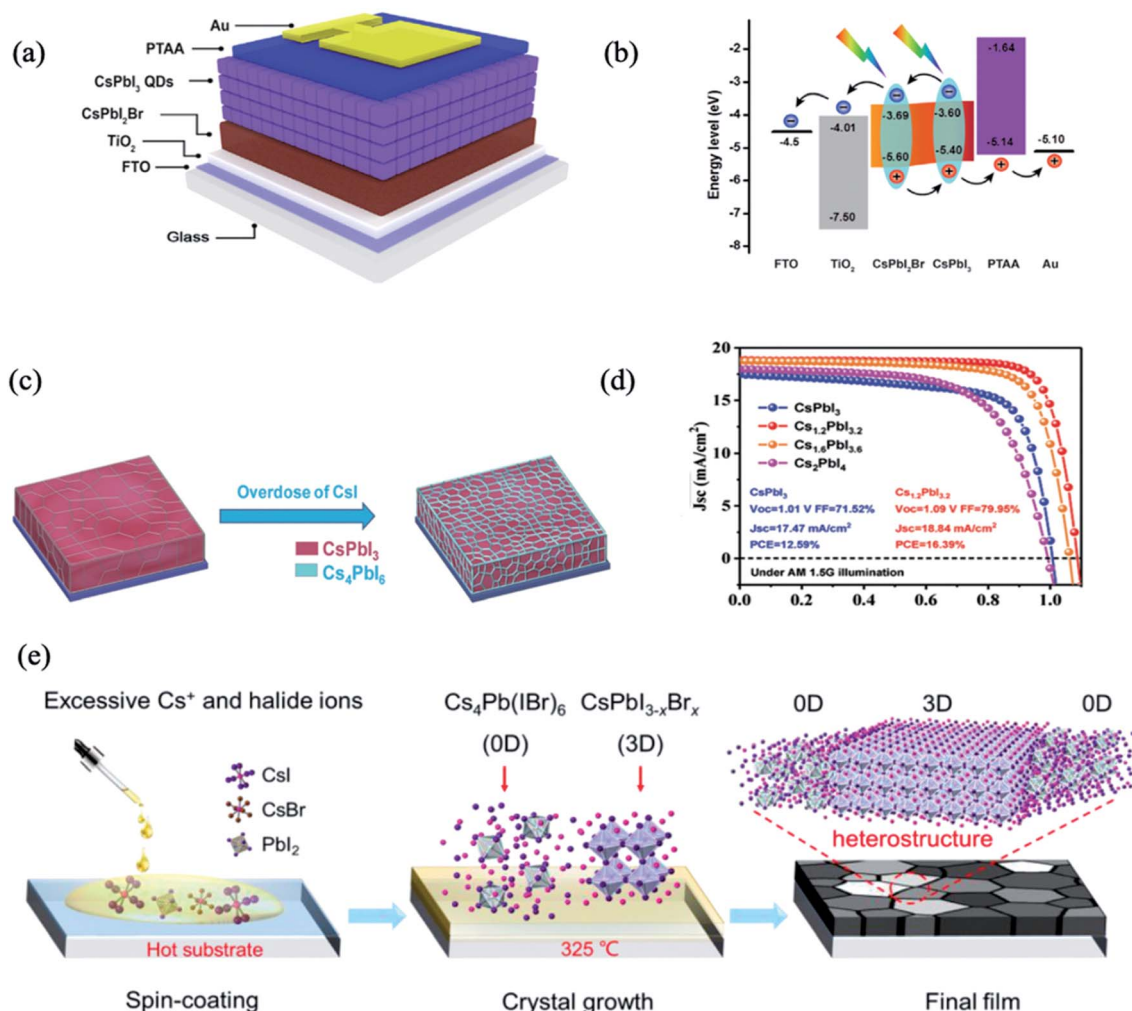 (a)
Au
PTAA
CsPbI₃ QDs
CsPbI₂Br
TiO₂
FTO
Glass
(b)
Energy level (eV)
-2
-3
-4
-5
-6
-7
-8
-4.5
-4.01
-7.50
-3.69
-5.60
-3.60
-5.40
-1.64
-5.14
-5.10
FTO TiO₂ CsPbI₂Br CsPbI₃ PTAA Au
(c)
Overdose of CsI
CsPbI₃
Cs₄PbI₆
(d)
Jsc (mA/cm²)
20
15
10
5
0
CsPbI₃
Cs₁.₂PbI₃.₂
Cs₁.₆PbI₃.₆
Cs₂PbI₄
CsPbI₃
Voc=1.01 V FF=71.52%
Jsc=17.47 mA/cm²
PCE=12.59%
Cs₁.₂PbI₃.₂
Voc=1.09 V FF=79.95%
Jsc=18.84 mA/cm²
PCE=16.39%
Under AM 1.5G illumination
0.0 0.2 0.4 0.6 0.8 1.0
(e)
Excessive Cs⁺ and halide ions
CsI
CsBr
PbI₂
Hot substrate
Spin-coating
Cs₄Pb(IBr)₆ CsPbI₃₋ₓBrₓ
(0D) (3D)
325 ℃
Crystal growth
0D 3D 0D
heterostructure
Final film